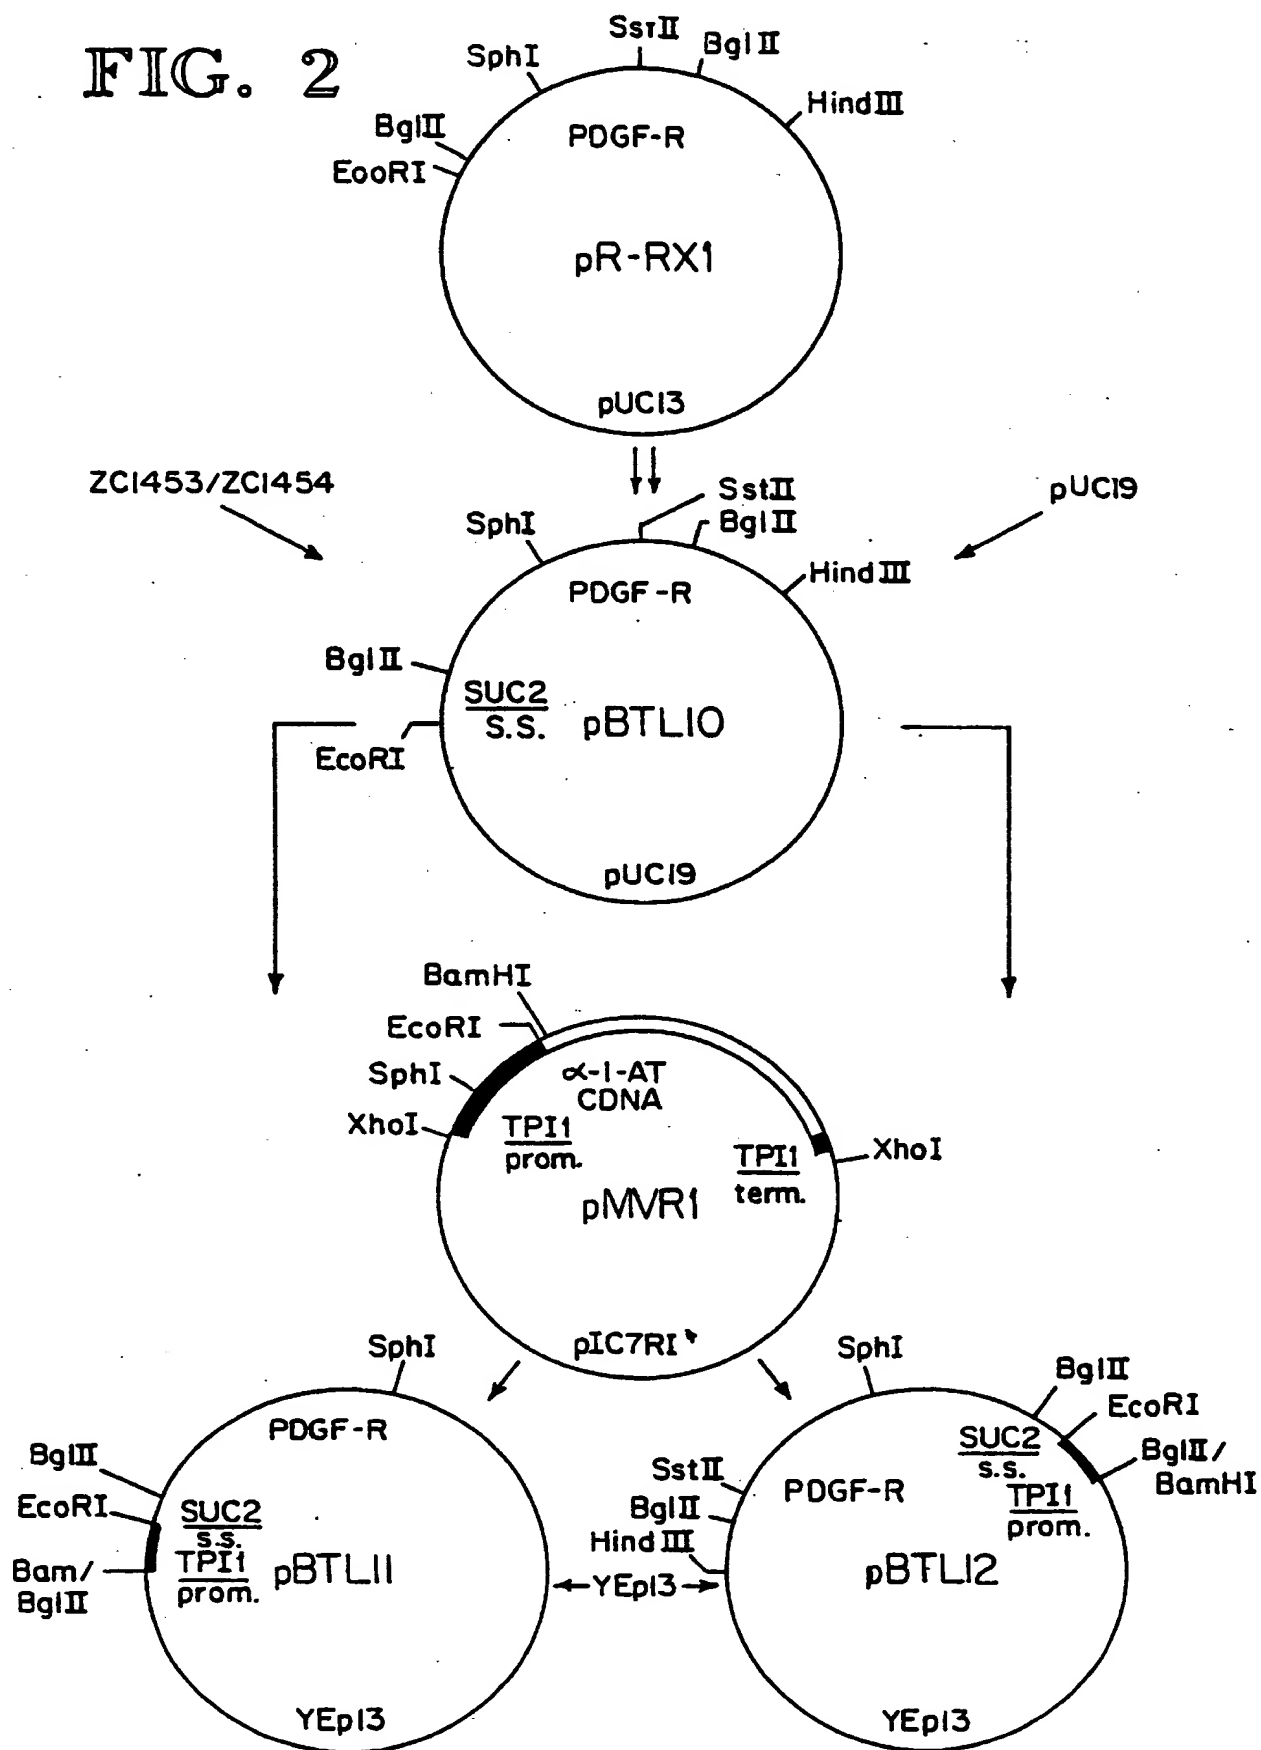 FIG. 2
SphI
SstII
BglII
HindIII
BglII
EooRI
PDGF-R
pR-RX1
pUC13
ZC1453/ZC1454
pUC19
SphI
SstII
BglII
HindIII
PDGF-R
BglII
SUC2
S.S.
pBTL10
EcoRI
pUC19
BamHI
EcoRI
SphI
XhoI
α-1-AT
CDNA
TPI1
prom.
TPI1
term.
XhoI
pMVR1
pIC7RI*
SphI
PDGF-R
BglII
EcoRI
SUC2
s.s.
TPI1
prom.
Bam/
BglII
pBTL11
YEp13
YEp13
SphI
BglII
EcoRI
BglII/
BamHI
SUC2
s.s.
TPI1
prom.
SstII
BglII
HindIII
PDGF-R
pBTL12
YEp13